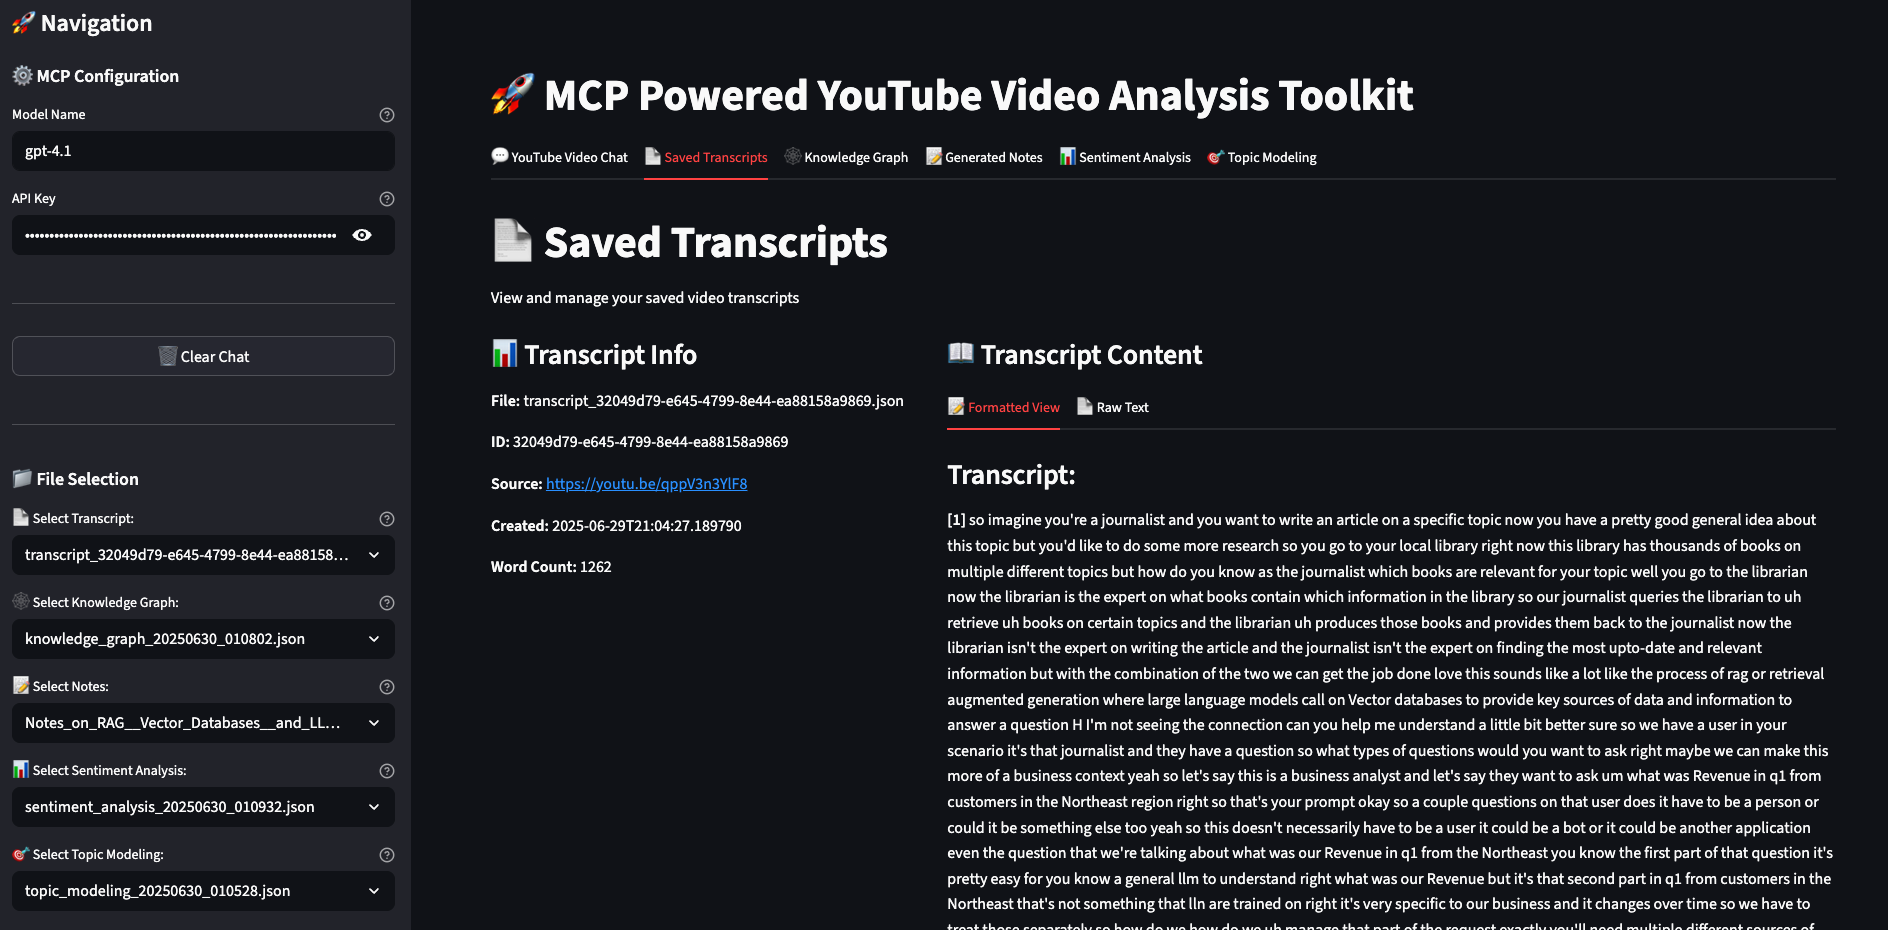 Navigation
MCP Configuration
Model Name
gpt-4.1
API Key
Clear Chat
File Selection
Select Transcript:
transcript_32049d79-e645-4799-8e44-ea88158...
Select Knowledge Graph:
knowledge_graph_20250630_010802.json
Select Notes:
Notes_on_RAG__Vector_Databases__and_LL...
Select Sentiment Analysis:
sentiment_analysis_20250630_010932.json
Select Topic Modeling:
topic_modeling_20250630_010528.json
MCP Powered YouTube Video Analysis Toolkit
YouTube Video Chat
Saved Transcripts
Knowledge Graph
Generated Notes
Sentiment Analysis
Topic Modeling
Saved Transcripts
View and manage your saved video transcripts
Transcript Info
File: transcript_32049d79-e645-4799-8e44-ea88158a9869.json
ID: 32049d79-e645-4799-8e44-ea88158a9869
Source: https://youtu.be/qppV3n3YlF8
Created: 2025-06-29T21:04:27.189790
Word Count: 1262
Transcript Content
Formatted View
Raw Text
Transcript:
[1] so imagine you're a journalist and you want to write an article on a specific topic now you have a pretty good general idea about
this topic but you'd like to do some more research so you go to your local library right now this library has thousands of books on
multiple different topics but how do you know as the journalist which books are relevant for your topic well you go to the librarian
now the librarian is the expert on what books contain which information in the library so our journalist queries the librarian to uh
retrieve uh books on certain topics and the librarian uh produces those books and provides them back to the journalist now the
librarian isn't the expert on writing the article and the journalist isn't the expert on finding the most upto-date and relevant
information but with the combination of the two we can get the job done love this sounds like a lot like the process of rag or retrieval
augmented generation where large language models call on Vector databases to provide key sources of data and information to
answer a question H I'm not seeing the connection can you help me understand a little bit better sure so we have a user in your
scenario it's that journalist and they have a question so what types of questions would you want to ask right maybe we can make this
more of a business context yeah so let's say this is a business analyst and let's say they want to ask um what was Revenue in q1 from
customers in the Northeast region right so that's your prompt okay so a couple questions on that user does it have to be a person or
could it be something else too yeah so this doesn't necessarily have to be a user it could be a bot or it could be another application
even the question that we're talking about what was our Revenue in q1 from the Northeast you know the first part of that question it's
pretty easy for you know a general llm to understand right what was our Revenue but it's that second part in q1 from customers in the
Northeast that's not something that lln are trained on right it's very specific to our business and it changes over time so we have to
treat those separately so how do we how do we uh manage that part of the request exactly you'll need multiple different sources of